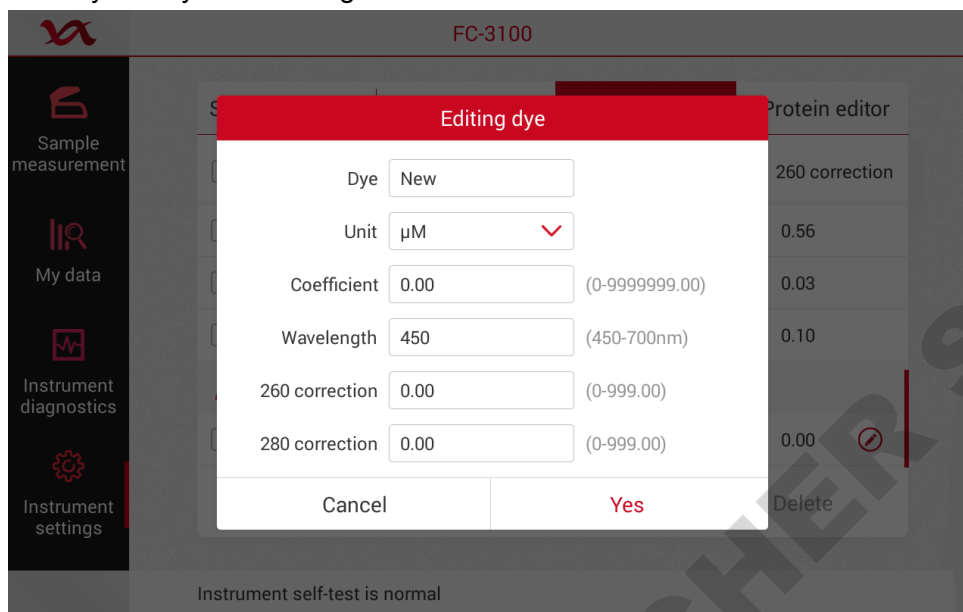 FC-3100
Sample
measurement
My data
Instrument
diagnostics
Instrument
settings
Protein editor
260 correction
0.56
0.03
0.10
0.00
Delete
Editing dye
Dye New
Unit µM
Coefficient 0.00 (0-9999999.00)
Wavelength 450 (450-700nm)
260 correction 0.00 (0-999.00)
280 correction 0.00 (0-999.00)
Cancel Yes
Instrument self-test is normal